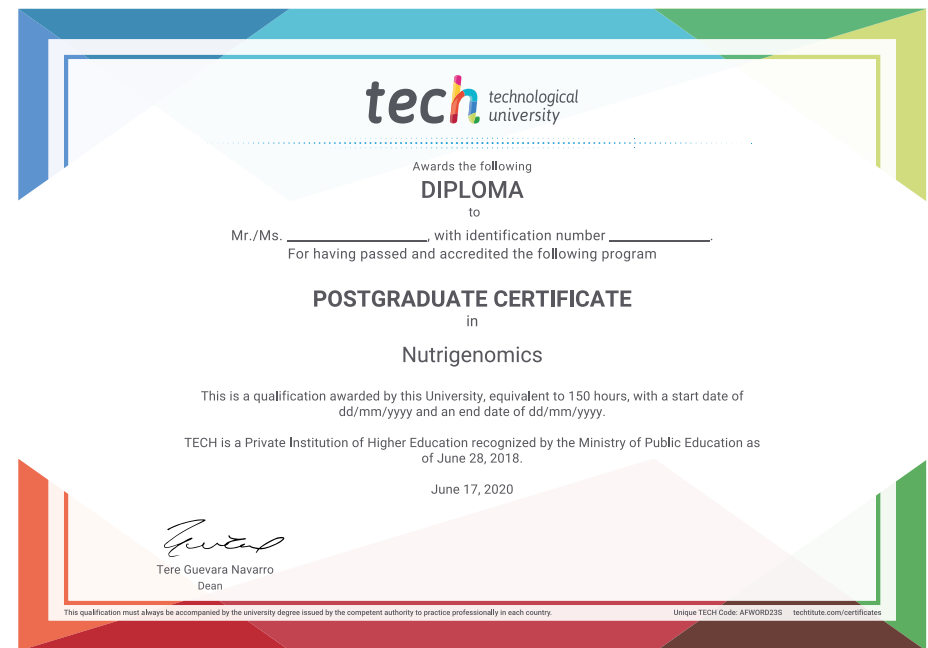 tech technological
university
Awards the following
DIPLOMA
to
Mr./Ms. ____________________, with identification number ______________.
For having passed and accredited the following program
POSTGRADUATE CERTIFICATE
in
Nutrigenomics
This is a qualification awarded by this University, equivalent to 150 hours, with a start date of
dd/mm/yyyy and an end date of dd/mm/yyyy.
TECH is a Private Institution of Higher Education recognized by the Ministry of Public Education as
of June 28, 2018.
June 17, 2020
Tere Guevara Navarro
Dean
This qualification must always be accompanied by the university degree issued by the competent authority to practice professionally in each country. Unique TECH Code: AFWORD23S techtitute.com/certificates